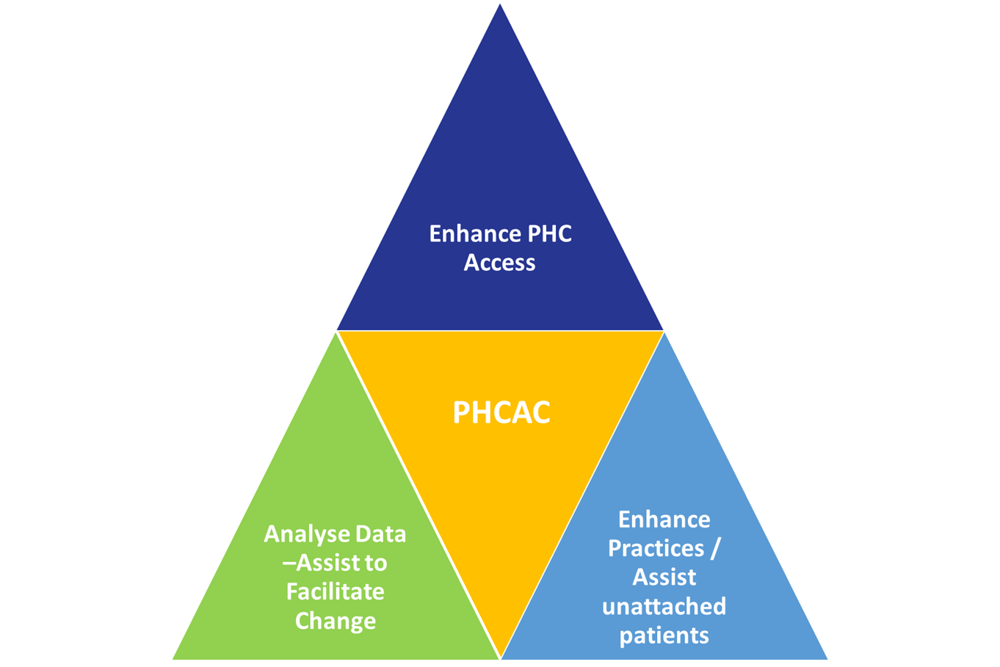 Enhance PHC
Access
PHCAC
Analyse Data
–Assist to
Facilitate
Change
Enhance
Practices /
Assist
unattached
patients